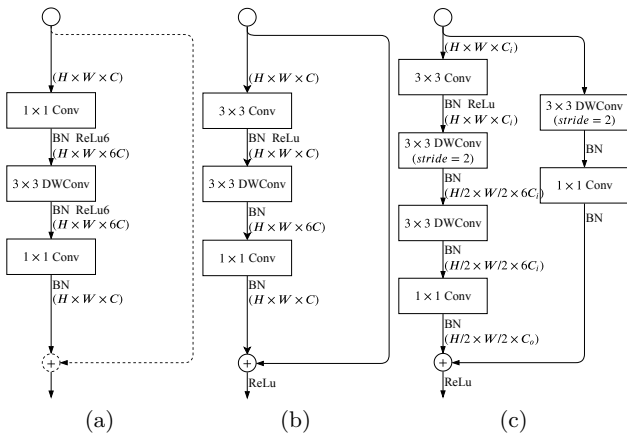 (H × W × C)
1 × 1 Conv
BN ReLu6
(H × W × 6C)
3 × 3 DWConv
BN ReLu6
(H × W × 6C)
1 × 1 Conv
BN
(H × W × C)
+
(a)
(H × W × C)
3 × 3 Conv
BN ReLu
(H × W × C)
3 × 3 DWConv
BN
(H × W × 6C)
1 × 1 Conv
BN
(H × W × C)
+
ReLu
(b)
(H × W × C_i)
3 × 3 Conv
BN ReLu
(H × W × C_i)
3 × 3 DWConv
(stride = 2)
BN
(H/2 × W/2 × 6C_i)
3 × 3 DWConv
BN
(H/2 × W/2 × 6C_i)
1 × 1 Conv
BN
(H/2 × W/2 × C_o)
+
ReLu
3 × 3 DWConv
(stride = 2)
BN
1 × 1 Conv
BN
(c)